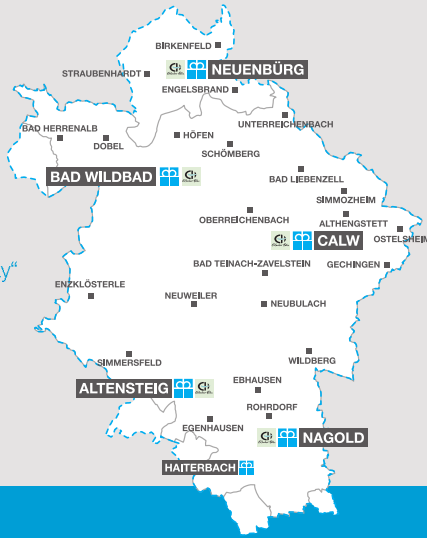 BIRKENFELD
STRAUBENHARDT
NEUENBÜRG
ENGELSBRAND
UNTERREICHENBACH
BAD HERRENALB
DOBEL
HÖFEN
SCHÖMBERG
BAD WILDBAD
BAD LIEBENZELL
SIMMOZHEIM
OBERREICHENBACH
ALTHENGSTETT
OSTELSHEIM
CALW
BAD TEINACH-ZAVELSTEIN
GECHINGEN
y“
ENZKLÖSTERLE
NEUWEILER
NEUBULACH
SIMMERSFELD
WILDBERG
ALTENSTEIG
EBHAUSEN
ROHRDORF
EGENHAUSEN
NAGOLD
HAITERBACH